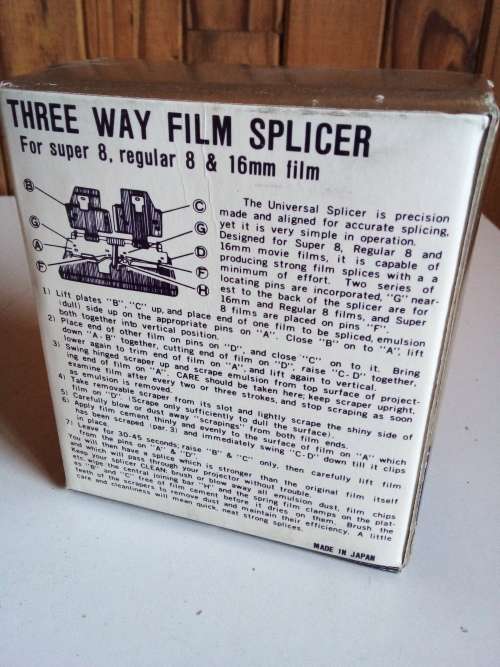 THREE WAY FILM SPLICER
For super 8, regular 8 & 16mm film
B
C
G
G
A
D
F
F
H
The Universal Splicer is precision
made and aligned for accurate splicing,
yet it is very simple in operation.
Designed for Super 8, Regular 8 and
16mm movie films, it is capable of
producing strong film splices with a a
minimum of effort. Two series of
locating pins are incorporated, "G" near-
est the back of the splicer are for
16mm and Regular 8 films, and Super
8 films are placed on pins "F".
1) Lift plates "B", "C" up, and place end of one film to be spliced, emulsion
(dull) side up on the appropriate pins on "A". Close "B" on to "A", lift
both together into vertical position.
2) Place end of other film on pins on "D", and close "C" on to it. Bring
down "A-B" together, cutting end of film on "D", raise "C-D" together,
lower again to trim end of film on "A", and lift again to vertical.
3) Swing hinged scraper up and scrape emulsion from top surface of project-
ing end of film on "A". CARE should be taken here; keep scraper upright,
examine film after every two or three strokes, and stop scraping as soon
as emulsion is removed.
4) Take removable scraper from its slot and lightly scrape the shiny side of
film on "D". (Scrape only sufficiently to dull the surface).
5) Carefully blow or dust away "scrapings" from both film ends.
6) Apply film cement thinly and evenly to the surface of film on "A" which
has been scraped (par 3) and immediately swing "C-D" down till it clips
in place.
7) Leave for 30-45 seconds; raise "B" & "C" only, then carefully lift film
from the pins on "A" & "D".
You will then have a splice which is stronger than the original film itself
and which will pass through your projector without trouble.
Keep your splicer CLEAN; brush or blow away all emulsion dust, film chips
etc. Wipe the central joining bar "H" and the spring film clamps on the plat-
es "B" and "C" free of film cement before it dries on them. Brush the
teeth of the scrapers to remove dust and maintain their efficiency. A little
care and cleanliness will mean quick, neat strong splices.
MADE IN JAPAN